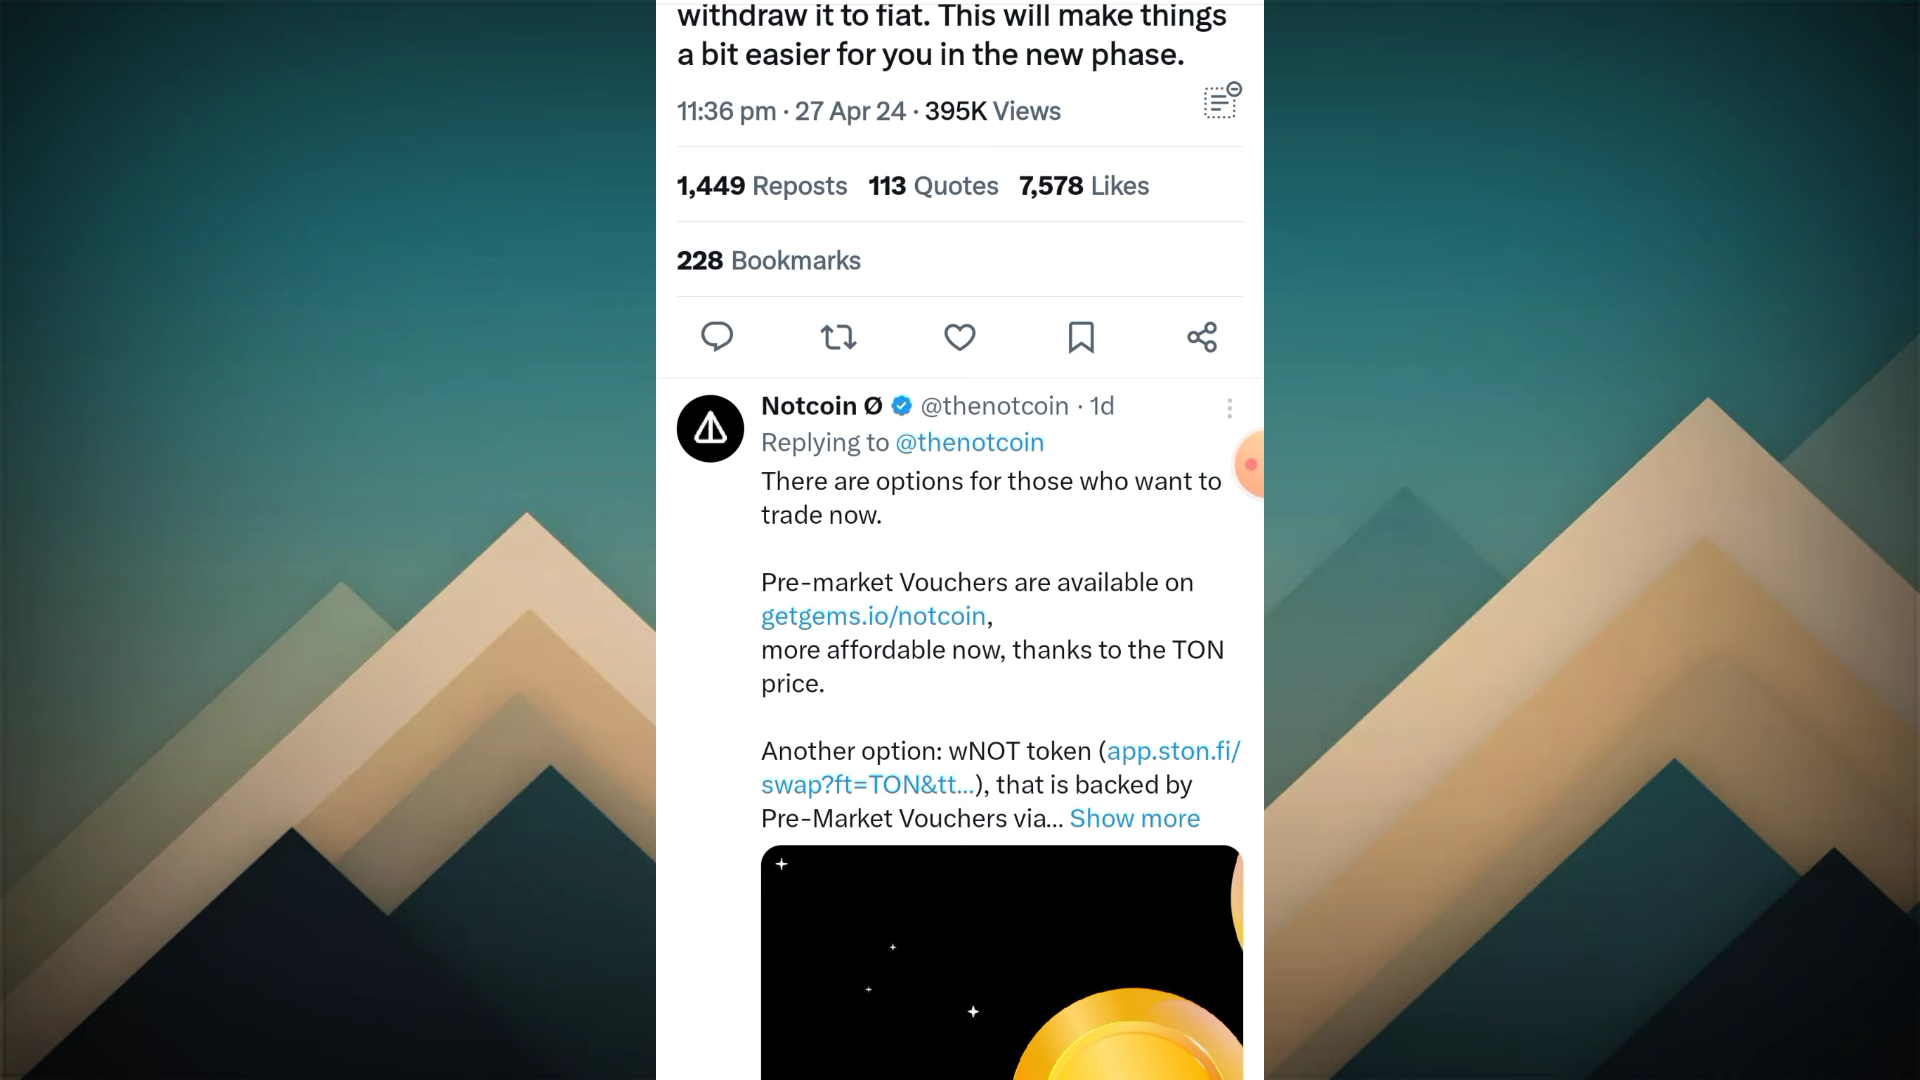 withdraw it to fiat. This will make things
a bit easier for you in the new phase.
11:36 pm · 27 Apr 24 · 395K Views
1,449 Reposts 113 Quotes 7,578 Likes
228 Bookmarks
Notcoin Ø @thenotcoin · 1d
Replying to @thenotcoin
There are options for those who want to
trade now.
Pre-market Vouchers are available on
getgems.io/notcoin,
more affordable now, thanks to the TON
price.
Another option: wNOT token (app.ston.fi/
swap?ft=TON&tt...), that is backed by
Pre-Market Vouchers via... Show more